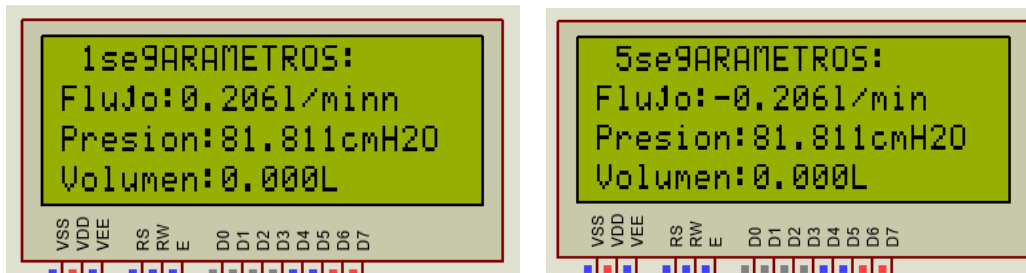 1segARAMETROS:
FluJo:0.206l/minn
Presion:81.811cmH2O
Volumen:0.000L
VSS VDD VEE RS RW E D0 D1 D2 D3 D4 D5 D6 D7
5segARAMETROS:
FluJo:-0.206l/min
Presion:81.811cmH2O
Volumen:0.000L
VSS VDD VEE RS RW E D0 D1 D2 D3 D4 D5 D6 D7